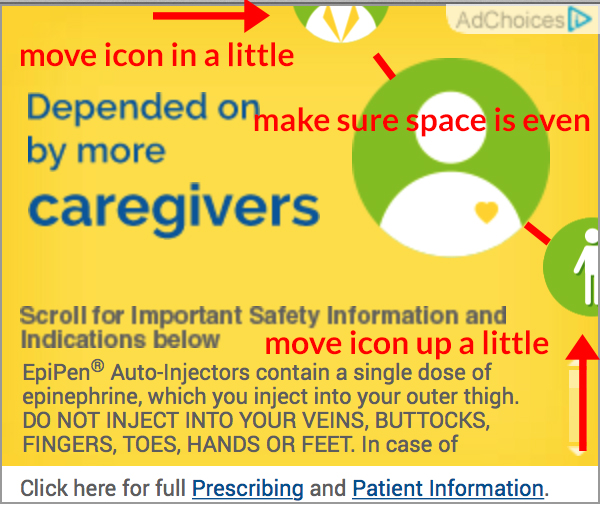 AdChoices
move icon in a little
Depended on
make sure space is even
by more
caregivers
Scroll for Important Safety Information and
Indications below
move icon up a little
EpiPen® Auto-Injectors contain a single dose of
epinephrine, which you inject into your outer thigh.
DO NOT INJECT INTO YOUR VEINS, BUTTOCKS,
FINGERS, TOES, HANDS OR FEET. In case of
Click here for full Prescribing and Patient Information.